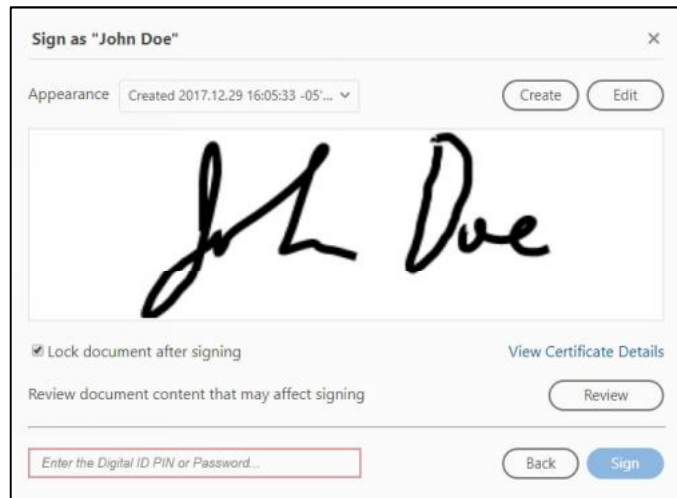 Sign as "John Doe" ×
Appearance Created 2017.12.29 16:05:33 -05'... Create Edit
John Doe
Lock document after signing View Certificate Details
Review document content that may affect signing Review
Enter the Digital ID PIN or Password... Back Sign